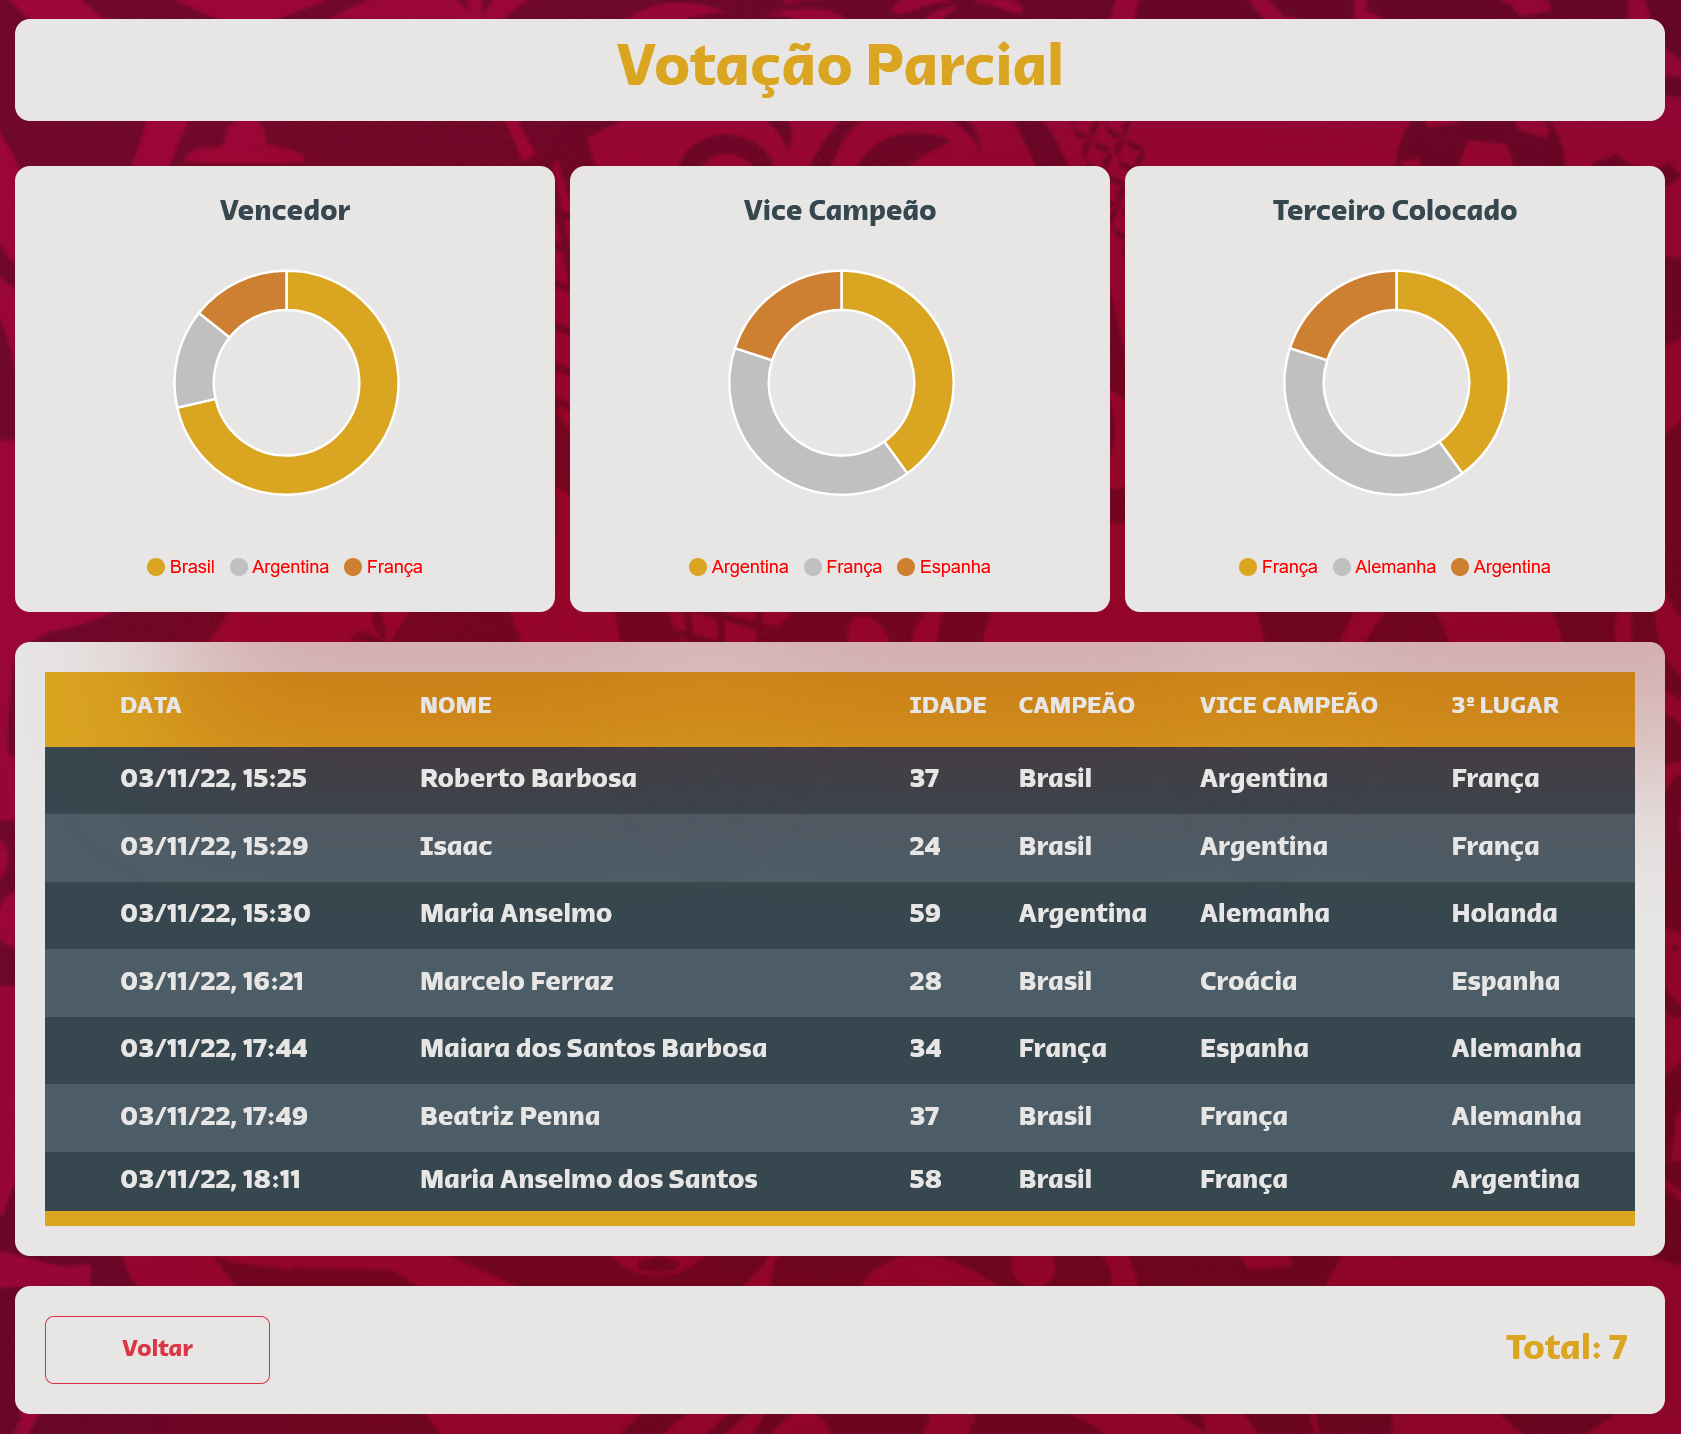 Votação Parcial
Vencedor
Brasil Argentina França
Vice Campeão
Argentina França Espanha
Terceiro Colocado
França Alemanha Argentina
DATA NOME IDADE CAMPEÃO VICE CAMPEÃO 3º LUGAR
03/11/22, 15:25 Roberto Barbosa 37 Brasil Argentina França
03/11/22, 15:29 Isaac 24 Brasil Argentina França
03/11/22, 15:30 Maria Anselmo 59 Argentina Alemanha Holanda
03/11/22, 16:21 Marcelo Ferraz 28 Brasil Croácia Espanha
03/11/22, 17:44 Maiara dos Santos Barbosa 34 França Espanha Alemanha
03/11/22, 17:49 Beatriz Penna 37 Brasil França Alemanha
03/11/22, 18:11 Maria Anselmo dos Santos 58 Brasil França Argentina
Voltar
Total: 7